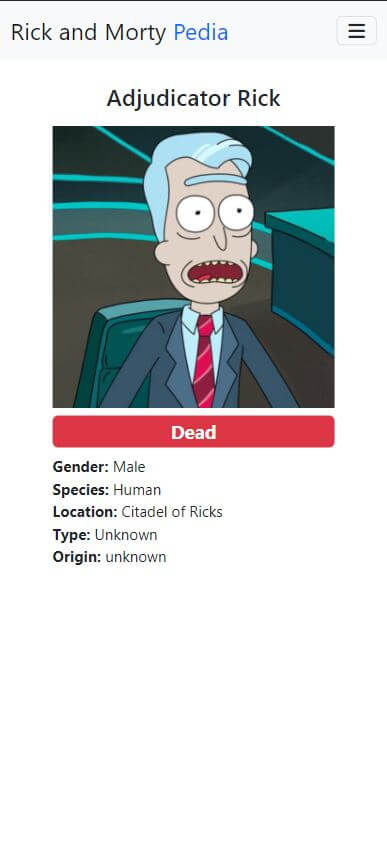 Rick and Morty Pedia
Adjudicator Rick
Dead
Gender: Male
Species: Human
Location: Citadel of Ricks
Type: Unknown
Origin: unknown